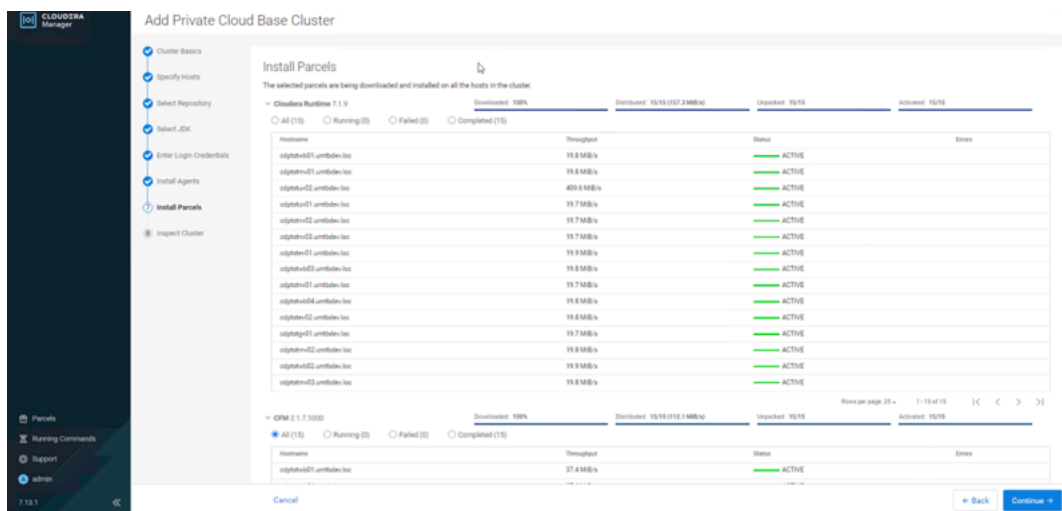 CLOUDERA
Manager
Add Private Cloud Base Cluster
Cluster Basics
Specify Hosts
Select Repository
Select JDK
Enter Login Credentials
Install Agents
7 Install Parcels
8 Inspect Cluster
Parcels
Running Commands
Support
A admin
7.13.1
Install Parcels
The selected parcels are being downloaded and installed on all the hosts in the cluster.
Cloudera Runtime 7.1.9 Downloaded: 100% Distributed: 15/15 (157.3 MiB/s) Unpacked: 15/15 Activated: 15/15
All (15) Running (0) Failed (0) Completed (15)
Hostname Throughput Status Errors
19.8 MiB/s ACTIVE
19.8 MiB/s ACTIVE
409.6 MiB/s ACTIVE
19.7 MiB/s ACTIVE
19.7 MiB/s ACTIVE
19.7 MiB/s ACTIVE
19.9 MiB/s ACTIVE
19.8 MiB/s ACTIVE
19.7 MiB/s ACTIVE
19.8 MiB/s ACTIVE
19.8 MiB/s ACTIVE
19.7 MiB/s ACTIVE
19.8 MiB/s ACTIVE
19.9 MiB/s ACTIVE
19.8 MiB/s ACTIVE
Rows per page: 25 1–15 of 15
CFM 2.1.7.1000 Downloaded: 100% Distributed: 15/15 (112.1 MiB/s) Unpacked: 15/15 Activated: 15/15
All (15) Running (0) Failed (0) Completed (15)
Hostname Throughput Status Errors
37.4 MiB/s ACTIVE
Cancel
← Back
Continue →